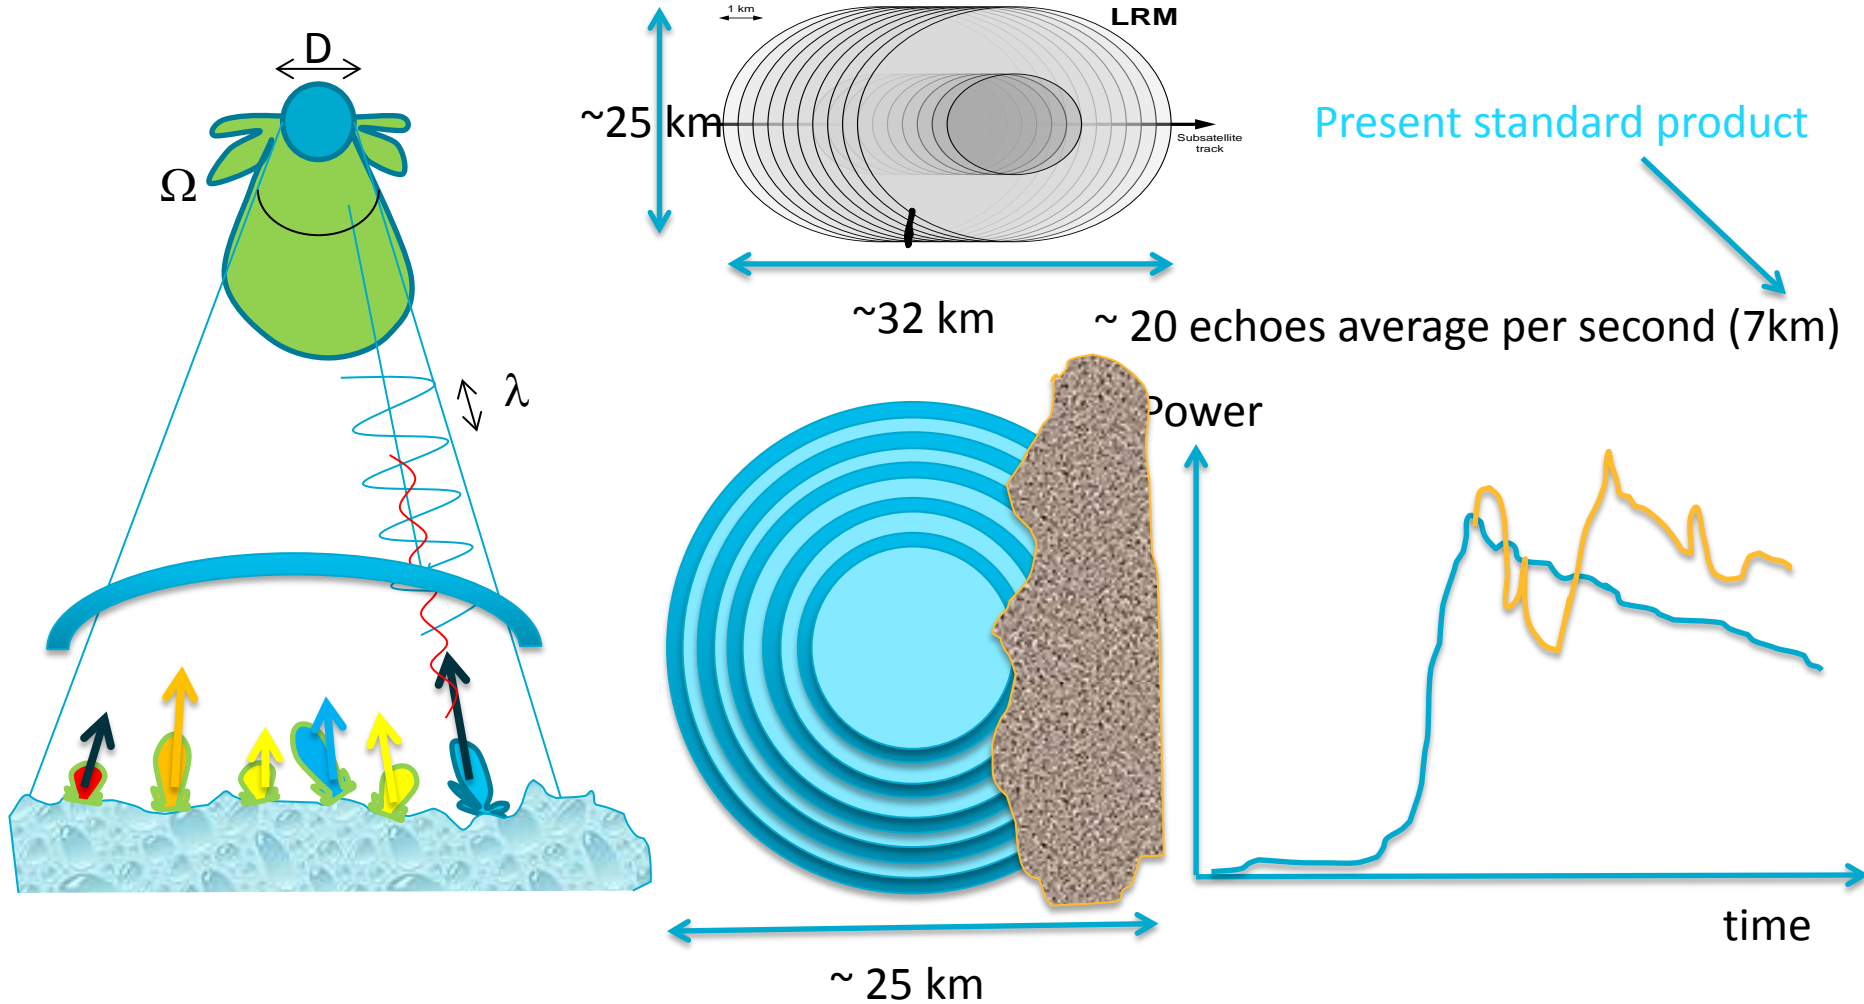 D
Ω
λ
1 km
LRM
~25 km
Subsatellite
track
~32 km
Present standard product
~ 20 echoes average per second (7km)
Power
time
~ 25 km